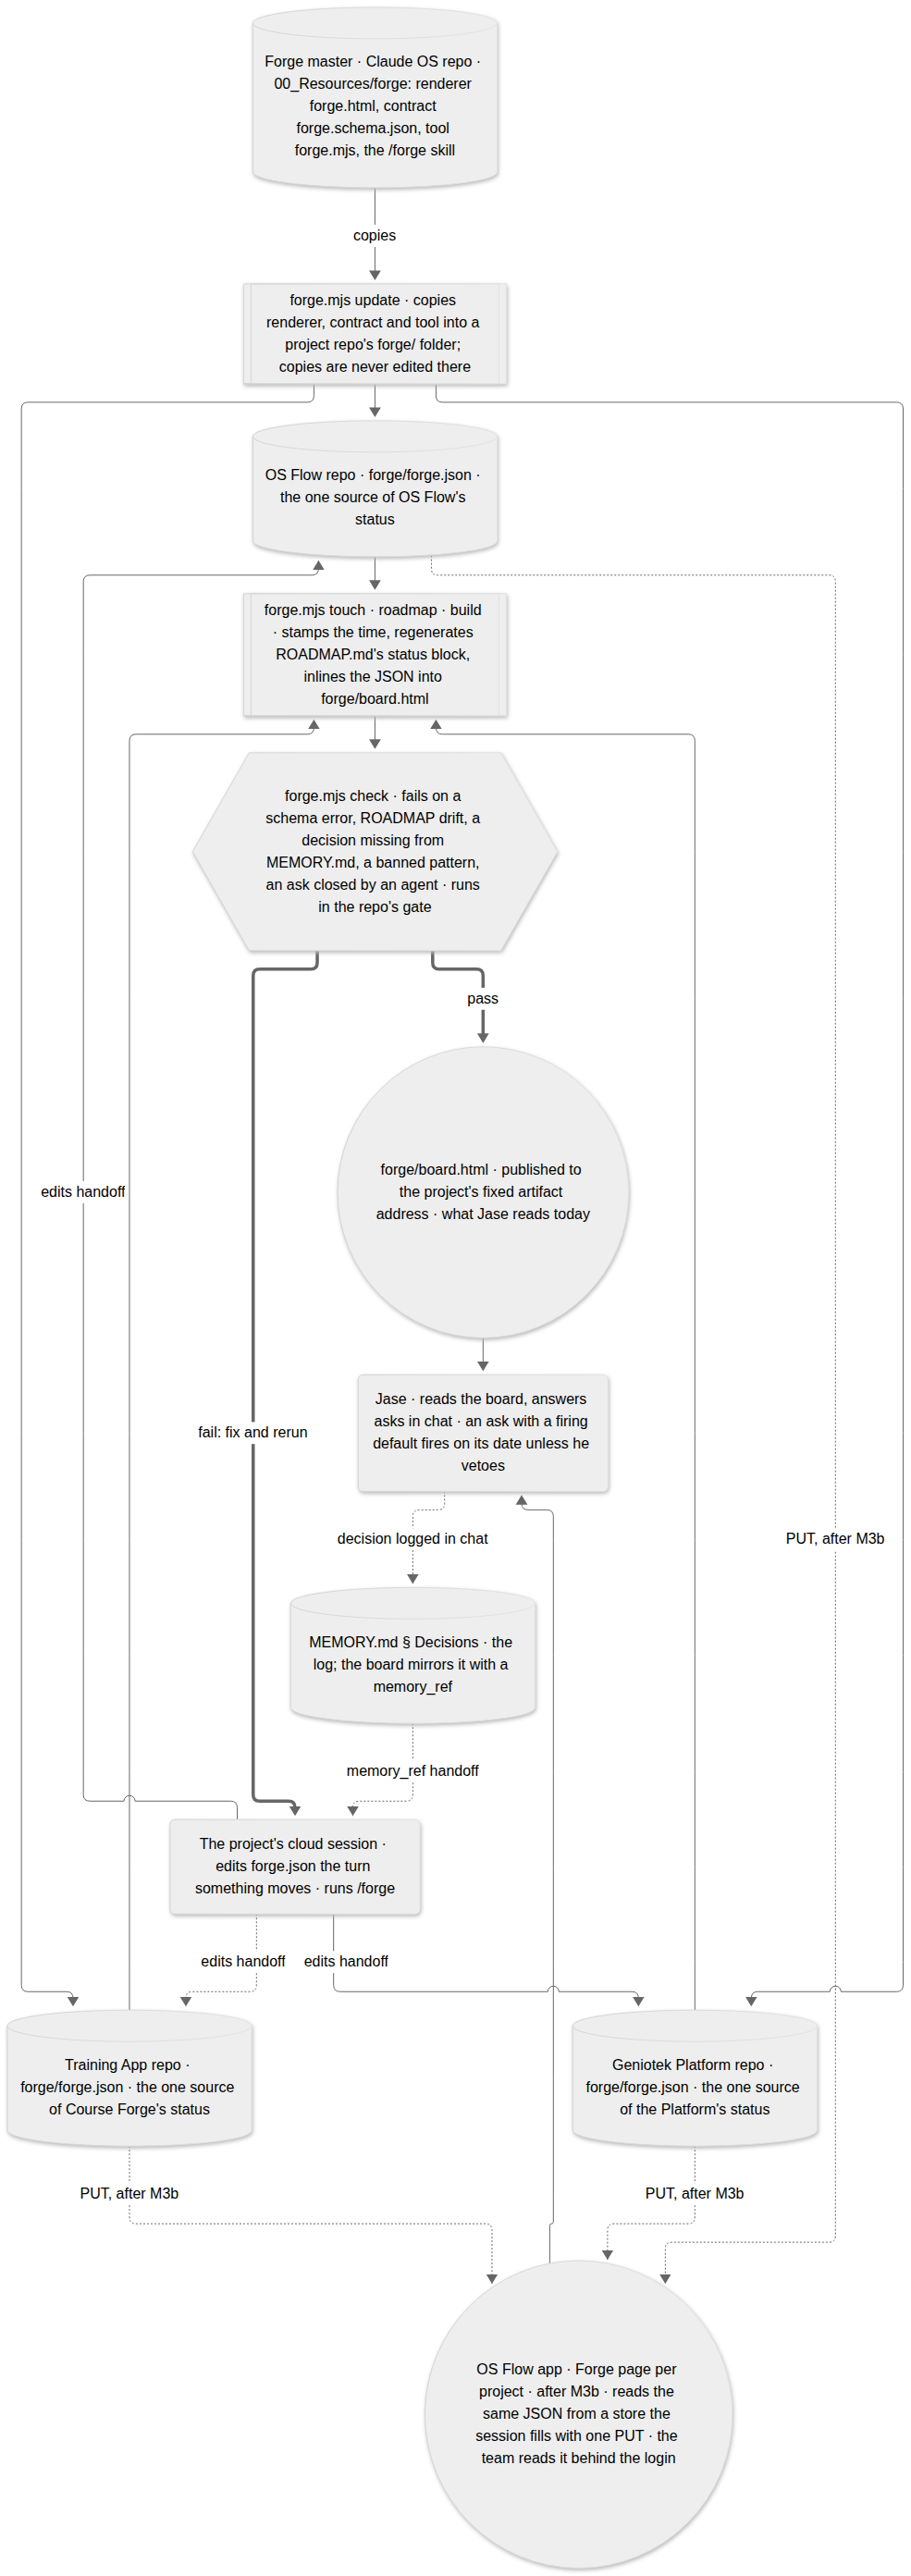 Forge master · Claude OS repo ·
00_Resources/forge: renderer
forge.html, contract
forge.schema.json, tool
forge.mjs, the /forge skill
copies
forge.mjs update · copies
renderer, contract and tool into a
project repo's forge/ folder;
copies are never edited there
OS Flow repo · forge/forge.json ·
the one source of OS Flow's
status
forge.mjs touch · roadmap · build
· stamps the time, regenerates
ROADMAP.md's status block,
inlines the JSON into
forge/board.html
forge.mjs check · fails on a
schema error, ROADMAP drift, a
decision missing from
MEMORY.md, a banned pattern,
an ask closed by an agent · runs
in the repo's gate
pass
forge/board.html · published to
the project's fixed artifact
address · what Jase reads today
edits handoff
Jase · reads the board, answers
asks in chat · an ask with a firing
default fires on its date unless he
vetoes
fail: fix and rerun
decision logged in chat
PUT, after M3b
MEMORY.md § Decisions · the
log; the board mirrors it with a
memory_ref
memory_ref handoff
The project's cloud session ·
edits forge.json the turn
something moves · runs /forge
edits handoff
edits handoff
Training App repo ·
forge/forge.json · the one source
of Course Forge's status
Geniotek Platform repo ·
forge/forge.json · the one source
of the Platform's status
PUT, after M3b
PUT, after M3b
OS Flow app · Forge page per
project · after M3b · reads the
same JSON from a store the
session fills with one PUT · the
team reads it behind the login